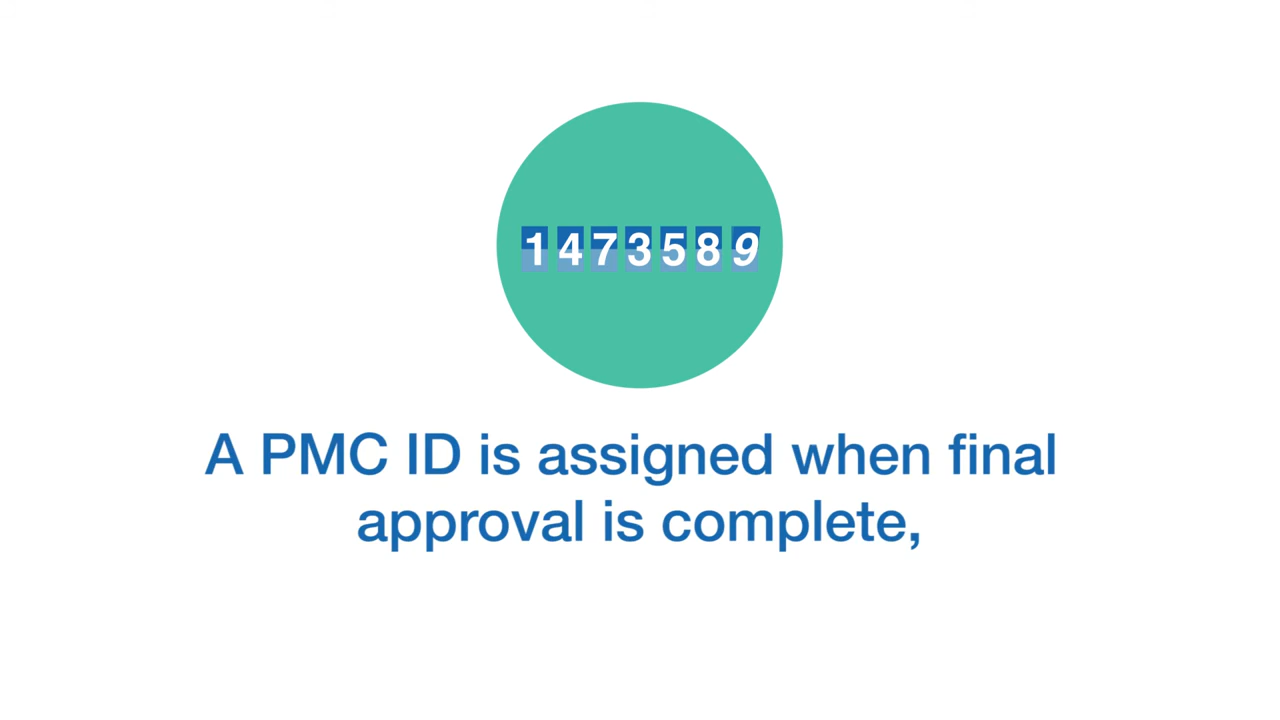 1473589
A PMC ID is assigned when final
approval is complete,